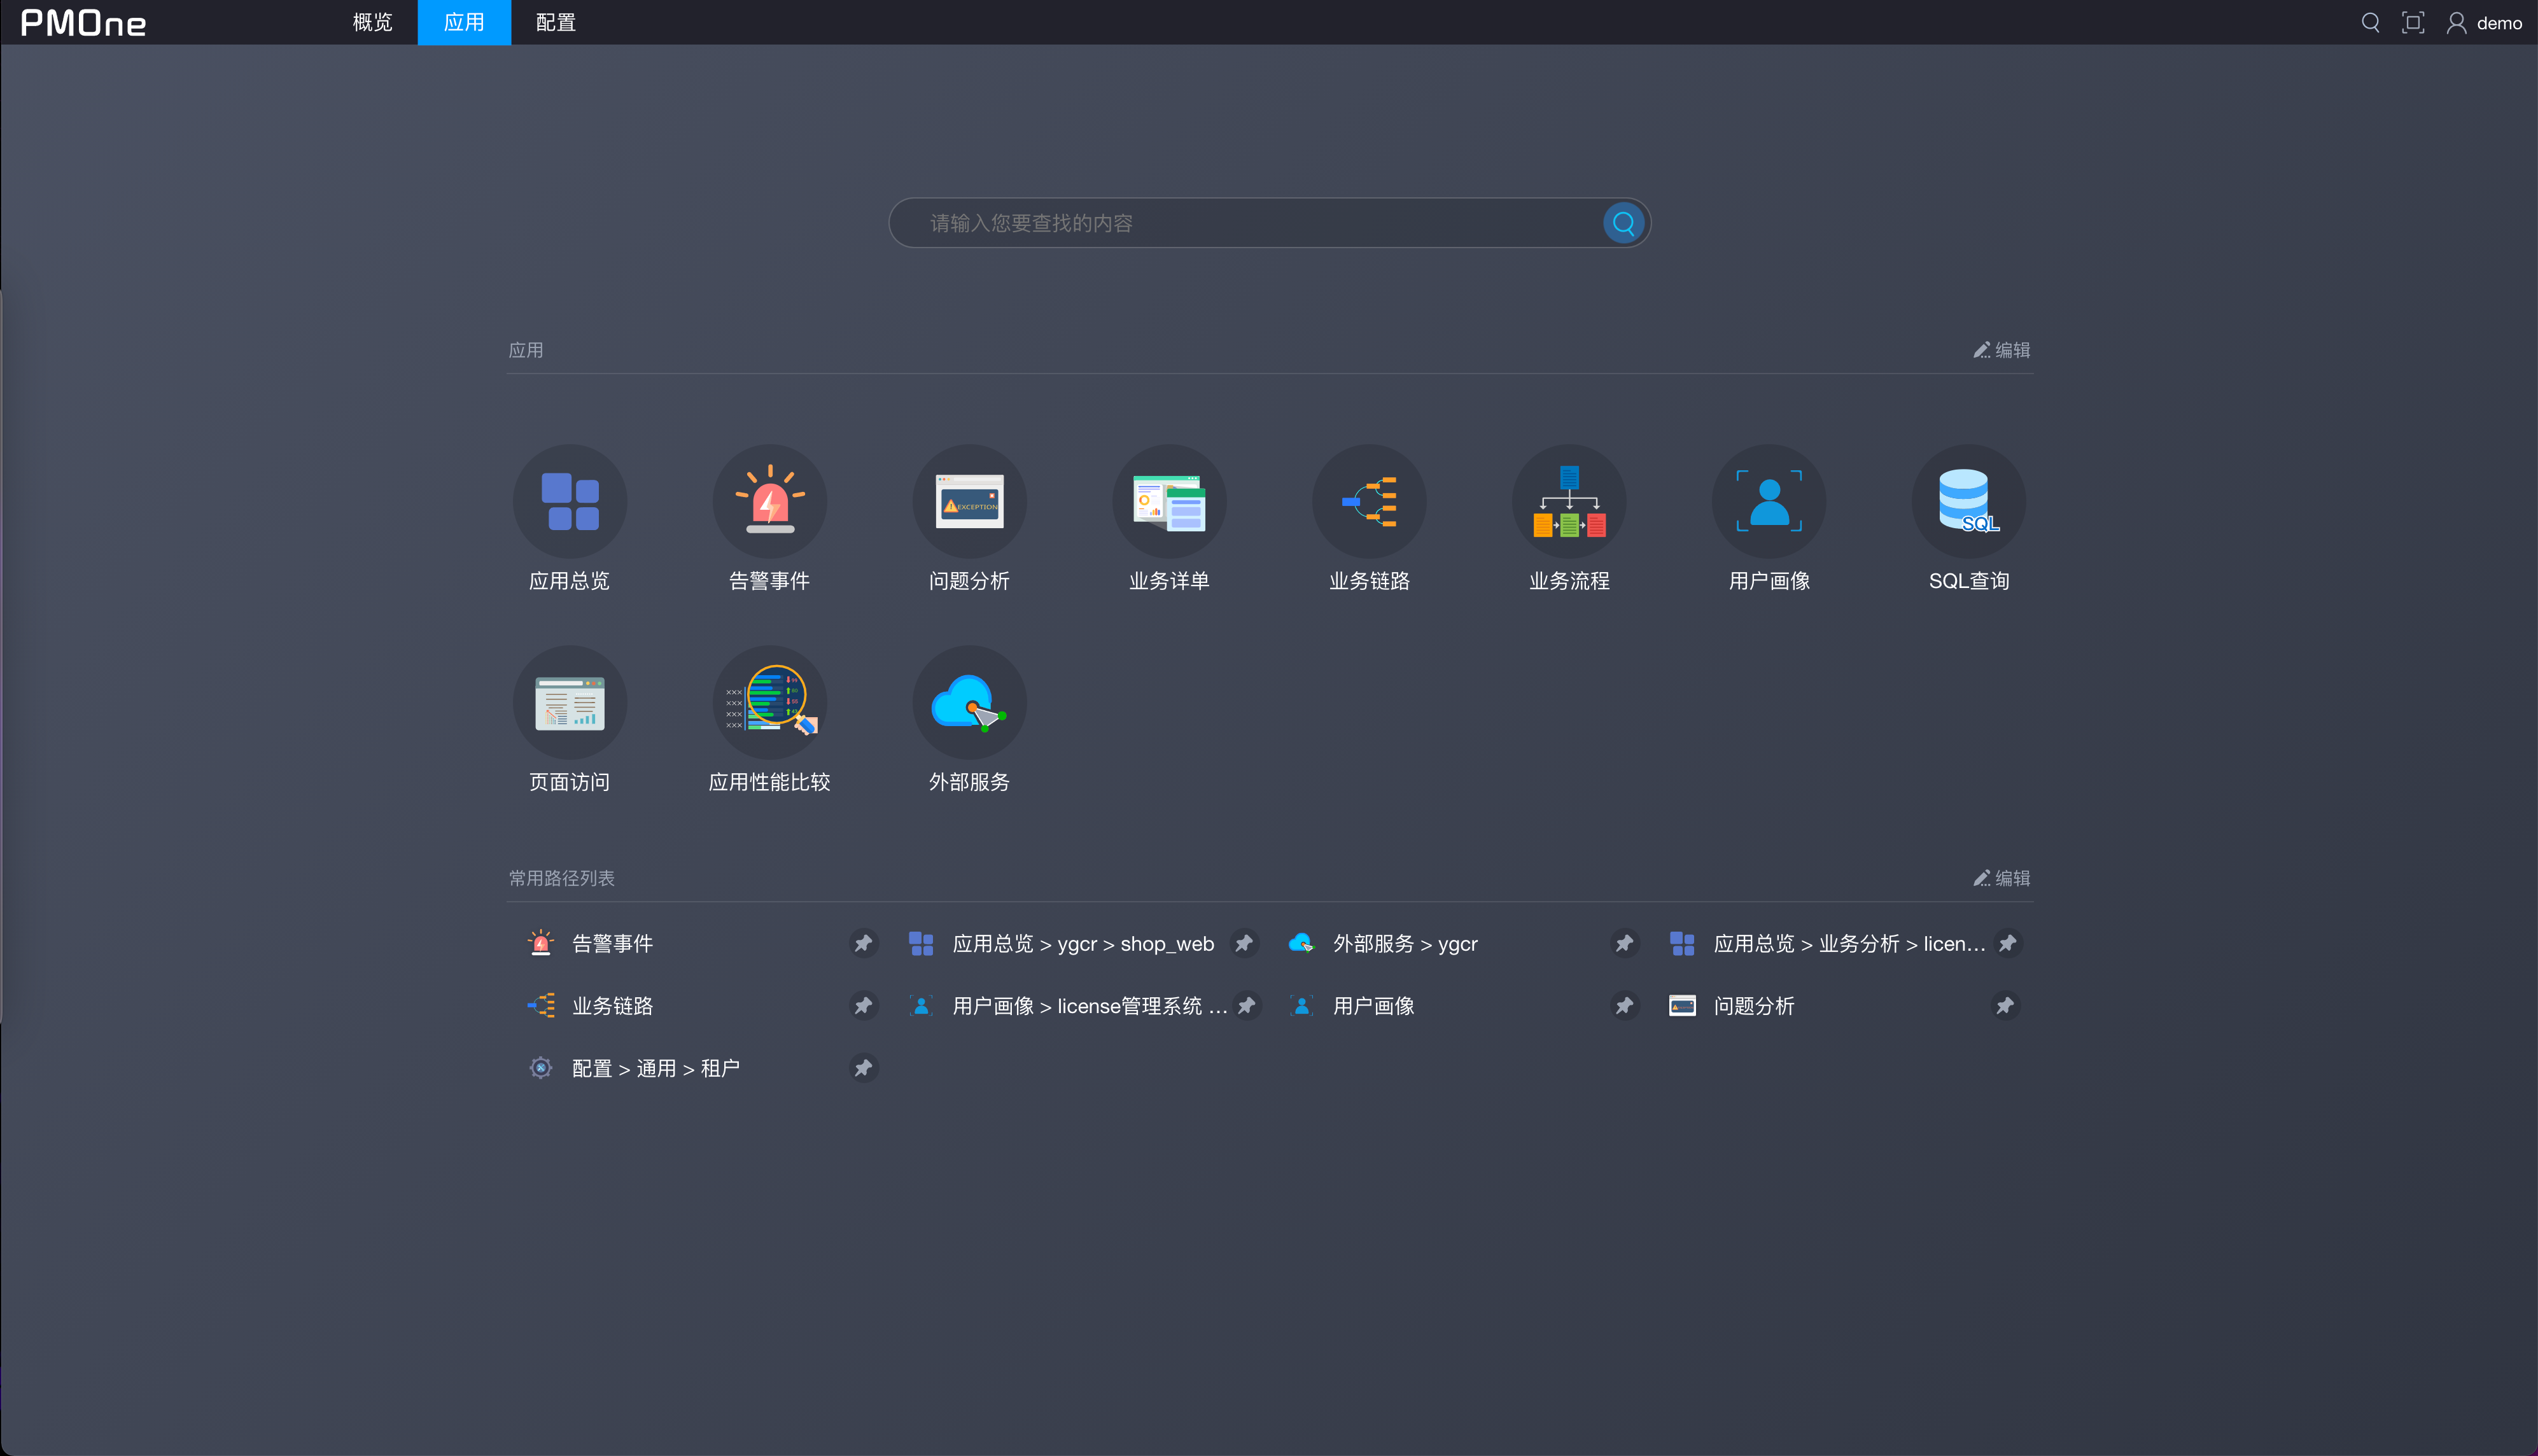 PMOne 概览 应用 配置 demo
请输入您要查找的内容
应用 编辑
EXCEPTION
SQL
应用总览 告警事件 问题分析 业务详单 业务链路 业务流程 用户画像 SQL查询
页面访问 应用性能比较 外部服务
常用路径列表 编辑
告警事件 应用总览 > ygcr > shop_web 外部服务 > ygcr 应用总览 > 业务分析 > licen...
业务链路 用户画像 > license管理系统 ... 用户画像 问题分析
配置 > 通用 > 租户